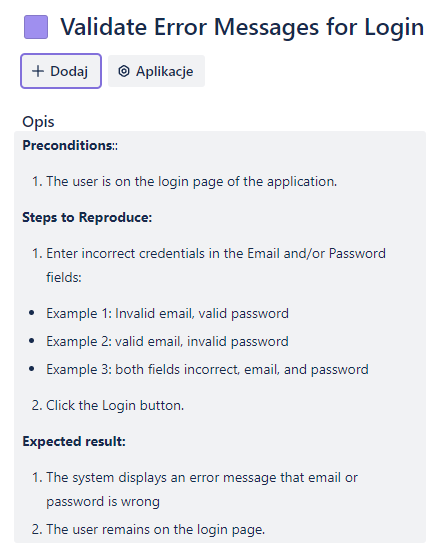 Validate Error Messages for Login
+ Dodaj
Aplikacje
Opis
Preconditions::
1. The user is on the login page of the application.
Steps to Reproduce:
1. Enter incorrect credentials in the Email and/or Password
fields:
• Example 1: Invalid email, valid password
• Example 2: valid email, invalid password
• Example 3: both fields incorrect, email, and password
2. Click the Login button.
Expected result:
1. The system displays an error message that email or
password is wrong
2. The user remains on the login page.